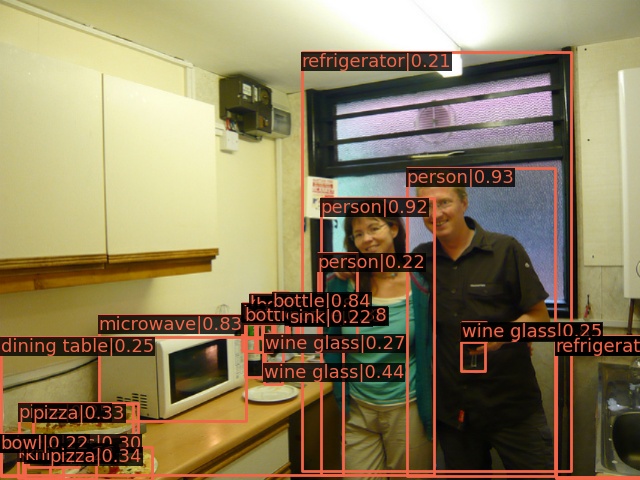 refrigerator|0.21
person|0.93
person|0.92
person|0.22
bottle|0.84
sink|0.22
microwave|0.83
wine glass|0.25
wine glass|0.27
dining table|0.25
refrigerat
wine glass|0.44
pizza|0.33
bowl|0.22
0.30
pizza|0.34